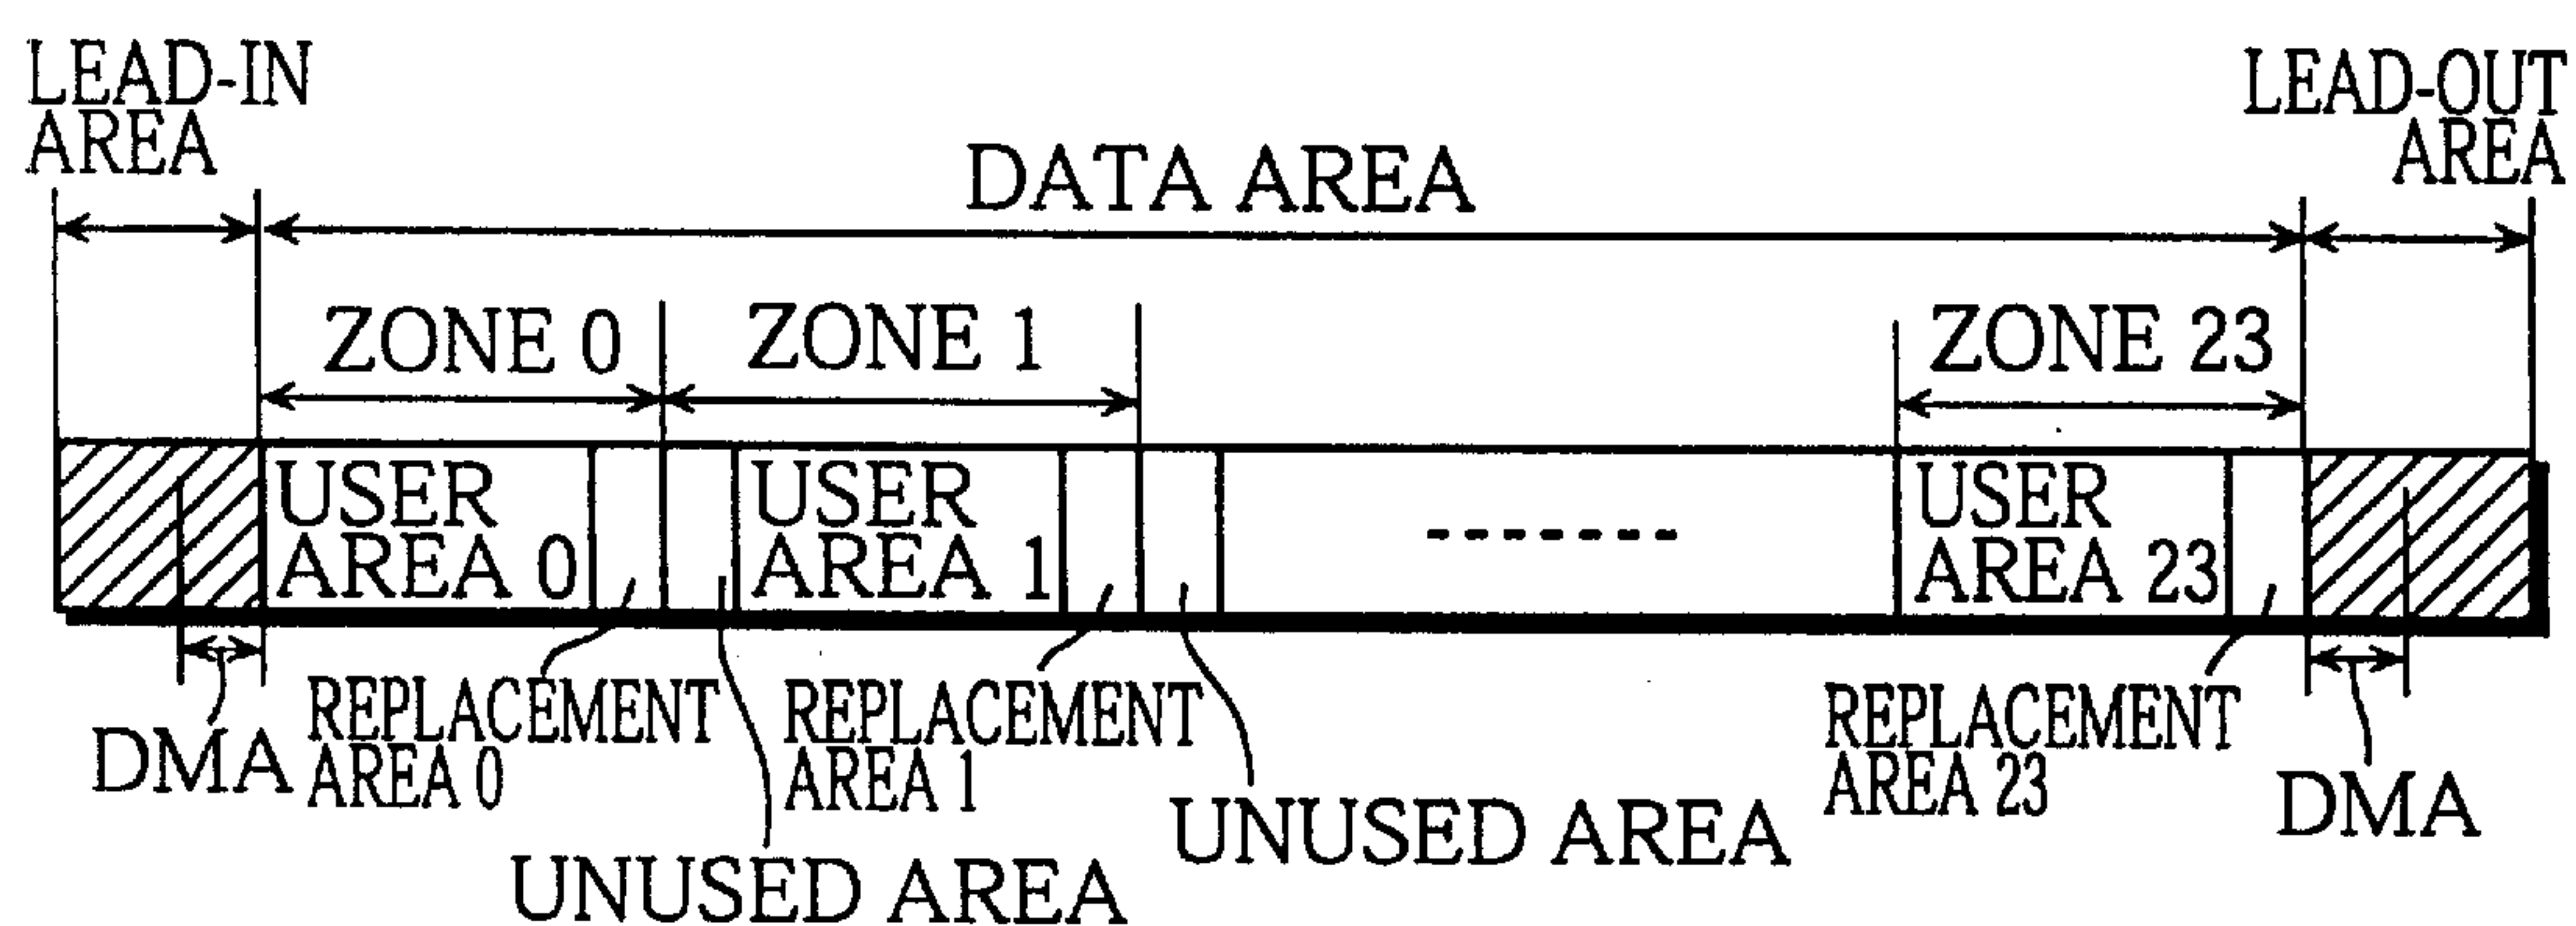 LEAD-IN
AREA
LEAD-OUT
AREA
DATA AREA
ZONE 0
ZONE 1
ZONE 23
USER
AREA 0
USER
AREA 1
USER
AREA 23
DMA
REPLACEMENT
AREA 0
REPLACEMENT
AREA 1
REPLACEMENT
AREA 23
DMA
UNUSED AREA
UNUSED AREA